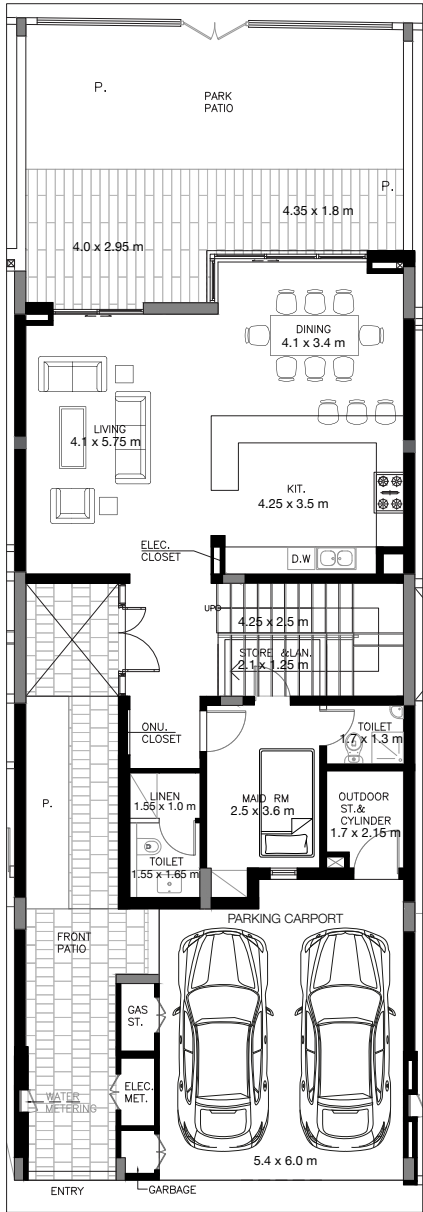 P.
PARK
PATIO
P.
4.35 x 1.8 m
4.0 x 2.95 m
DINING
4.1 x 3.4 m
LIVING
4.1 x 5.75 m
KIT.
4.25 x 3.5 m
ELEC.
CLOSET
D.W
UP
4.25 x 2.5 m
STORE &LAN.
2.1 x 1.25 m
ONU.
CLOSET
TOILET
1.7 x 1.3 m
P.
LINEN
1.55 x 1.0 m
MAID RM
2.5 x 3.6 m
OUTDOOR
ST.&
CYLINDER
1.7 x 2.15 m
TOILET
1.55 x 1.65 m
PARKING CARPORT
FRONT
PATIO
GAS
ST.
ELEC.
MET.
WATER
METERING
5.4 x 6.0 m
ENTRY
GARBAGE